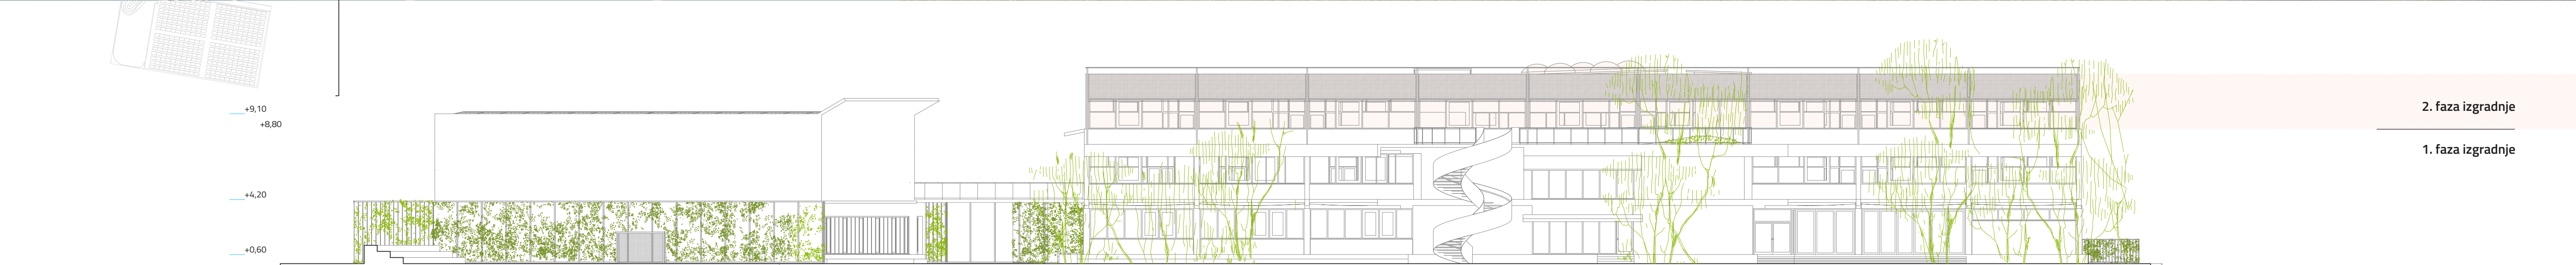 +9,10
+8,80
2. faza izgradnje
1. faza izgradnje
+4,20
+0,60